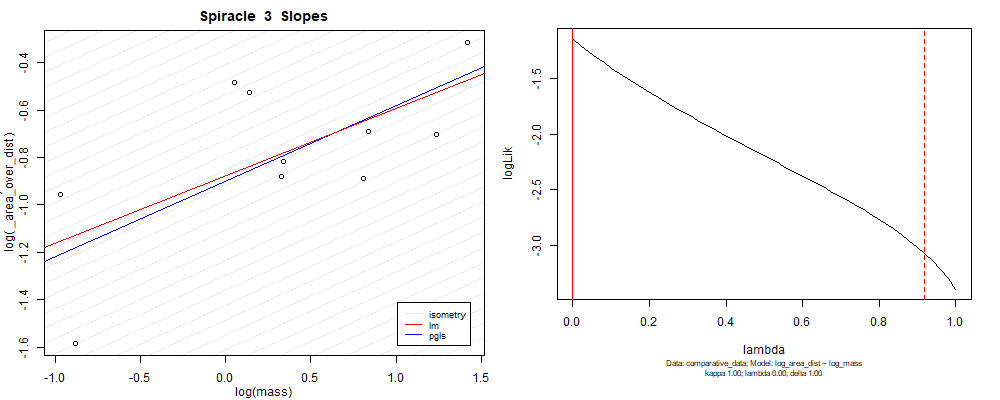 Spiracle 3 Slopes
log(_area_over_dist)
-0.4
-0.6
-0.8
-1.0
-1.2
-1.4
-1.6
isometry
lm
pgls
-1.0 -0.5 0.0 0.5 1.0 1.5
log(mass)
logLik
-1.5
-2.0
-2.5
-3.0
0.0 0.2 0.4 0.6 0.8 1.0
lambda
Data: comparative_data; Model: log_area_dist ~ log_mass
kappa 1.00; lambda 0.00; delta 1.00